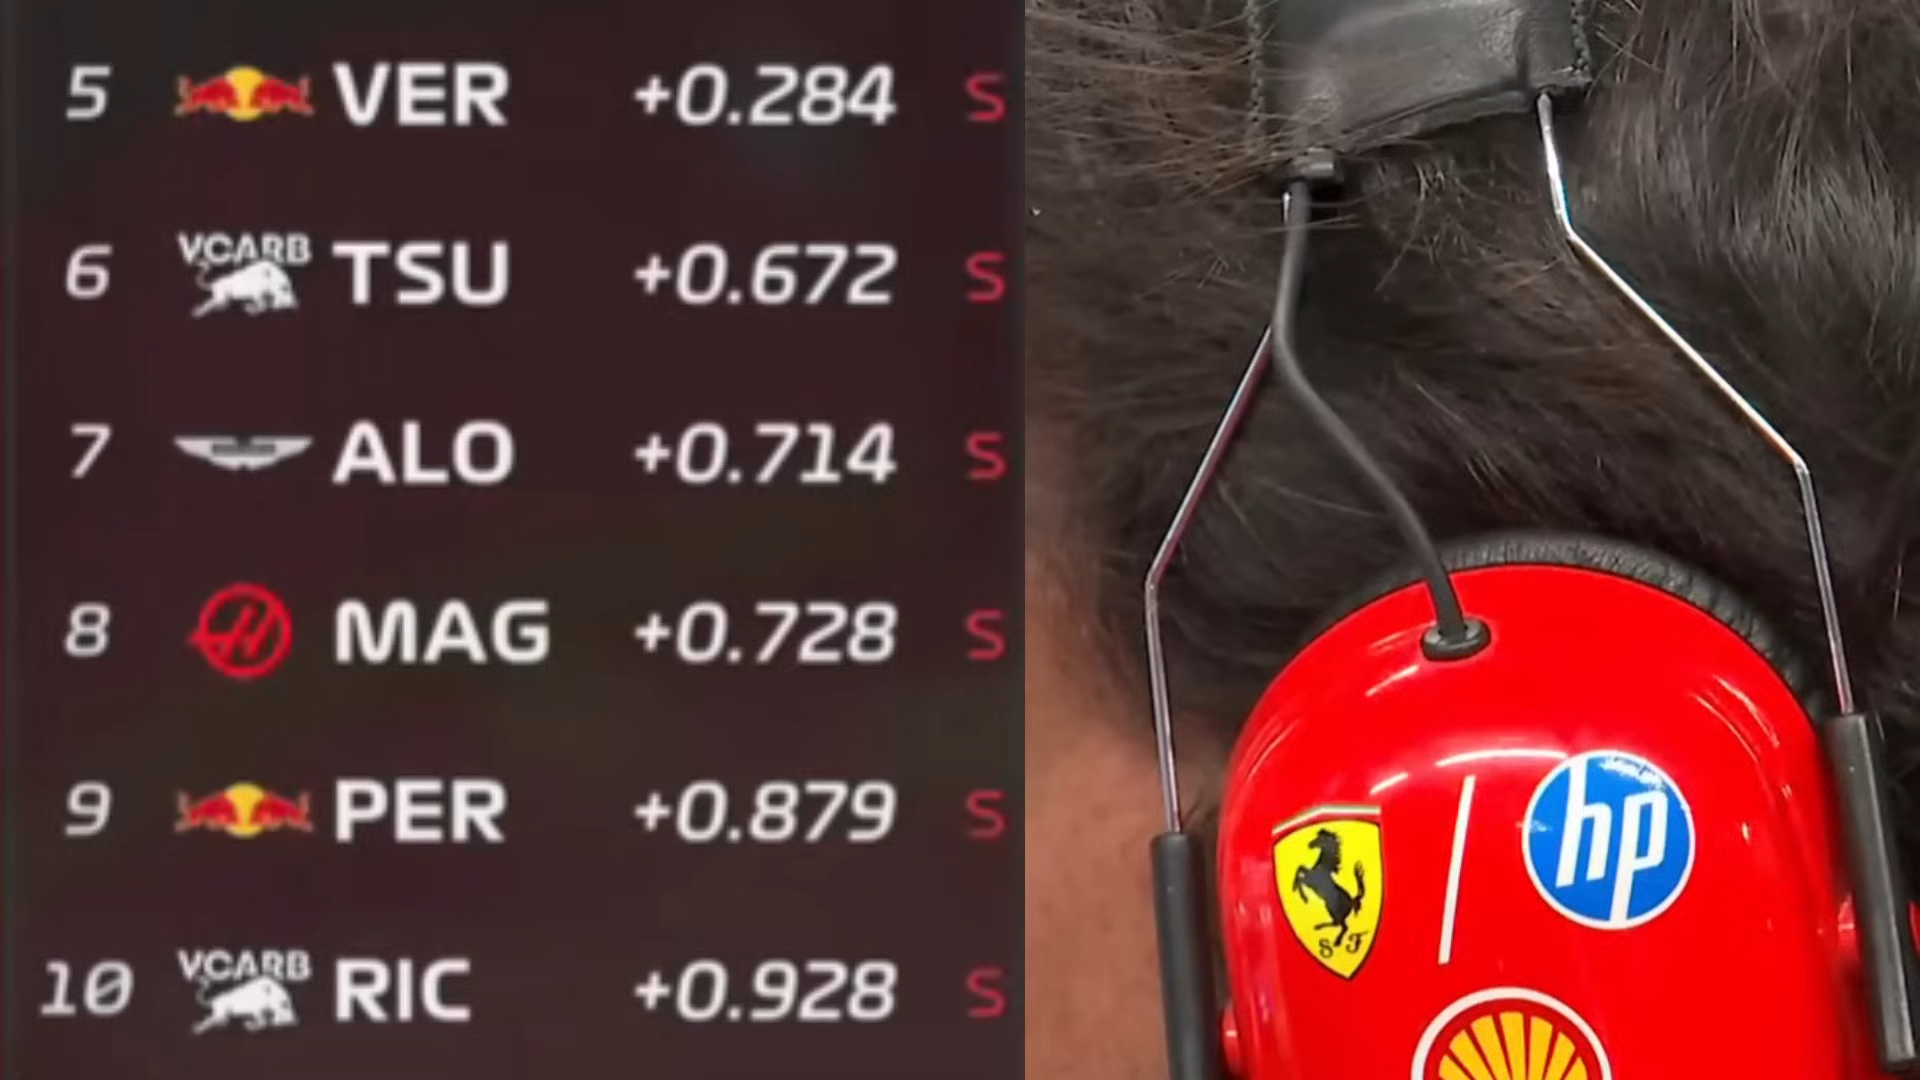 5 VER +0.284 S
6 VCARB TSU +0.672 S
7 ALO +0.714 S
8 MAG +0.728 S
9 PER +0.879 S
10 VCARB RIC +0.928 S
hp
S F